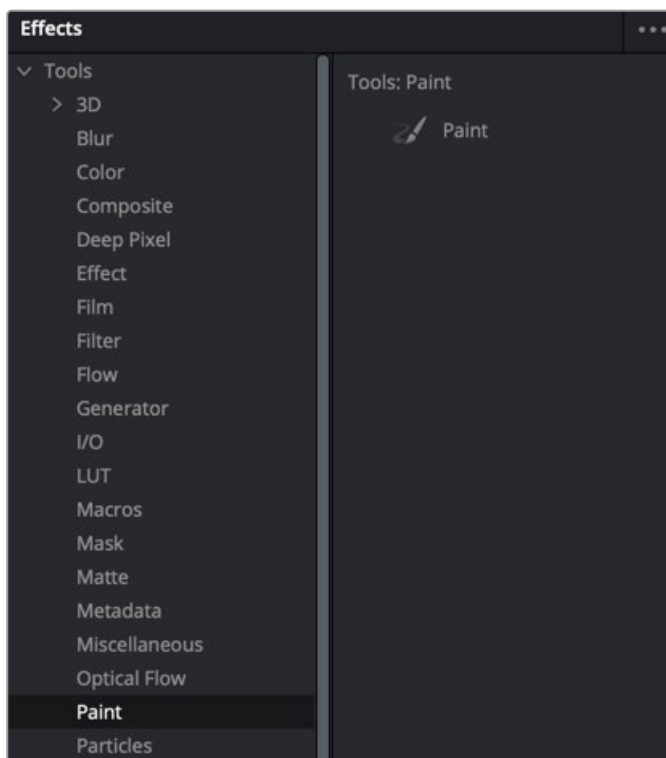 Effects
Tools
3D
Blur
Color
Composite
Deep Pixel
Effect
Film
Filter
Flow
Generator
I/O
LUT
Macros
Mask
Matte
Metadata
Miscellaneous
Optical Flow
Paint
Particles
Tools: Paint
Paint